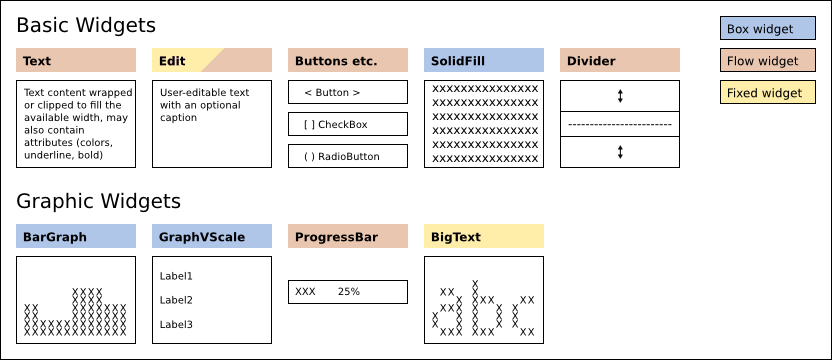 Basic Widgets
Box widget
Text
Edit
Buttons etc.
SolidFill
Divider
Flow widget
Fixed widget
Text content wrapped
or clipped to fill the
available width, may
also contain
attributes (colors,
underline, bold)
User-editable text
with an optional
caption
< Button >
[ ] CheckBox
( ) RadioButton
XXXXXXXXXXXXXXX
XXXXXXXXXXXXXXX
XXXXXXXXXXXXXXX
XXXXXXXXXXXXXXX
XXXXXXXXXXXXXXX
XXXXXXXXXXXXXXX
------------------------
Graphic Widgets
BarGraph
GraphVScale
ProgressBar
BigText
Label1
Label2
Label3
XXX 25%
abc